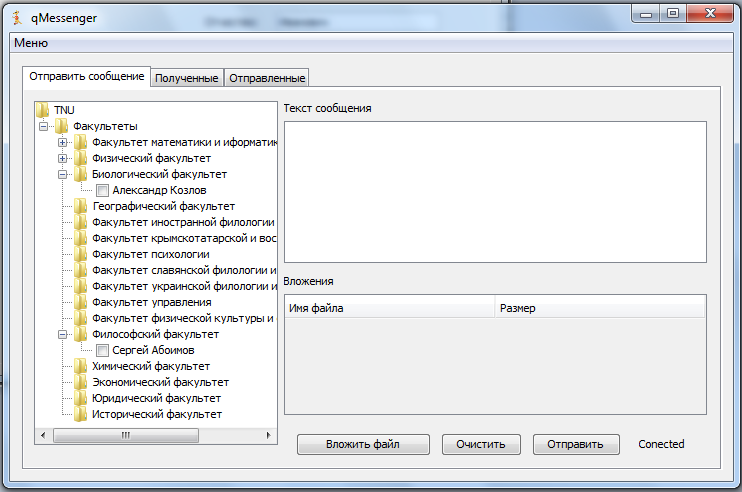 qMessenger
Меню
Отправить сообщение Полученные Отправленные
TNU
Факультеты
Факультет математики и иформатик
Физический факультет
Биологический факультет
Александр Козлов
Географический факультет
Факультет иностранной филологии
Факультет крымскотатарской и вос
Факультет психологии
Факультет славянской филологии и
Факультет украинской филологии и
Факультет управления
Факультет физической культуры и
Философский факультет
Сергей Абоимов
Химический факультет
Экономический факультет
Юридический факультет
Исторический факультет
Текст сообщения
Вложения
Имя файла Размер
Вложить файл Очистить Отправить Conected